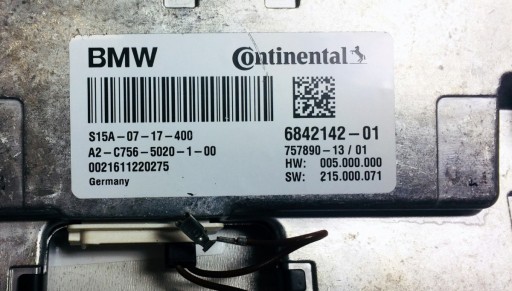 BMW Continental
S15A-07-17-400 6842142-01
A2-C756-5020-1-00 757890-13/01
0021611220275 HW: 005.000.000
Germany SW: 215.000.071